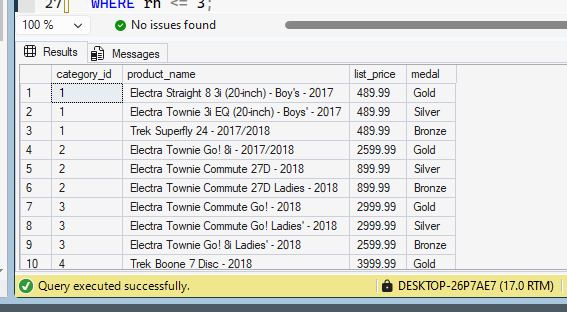 27 WHERE rn <= 3;
100 % No issues found
Results Messages
category_id product_name list_price medal
1 1 Electra Straight 8 3i (20-inch) - Boy's - 2017 489.99 Gold
2 1 Electra Townie 3i EQ (20-inch) - Boys' - 2017 489.99 Silver
3 1 Trek Superfly 24 - 2017/2018 489.99 Bronze
4 2 Electra Townie Go! 8i - 2017/2018 2599.99 Gold
5 2 Electra Townie Commute 27D - 2018 899.99 Silver
6 2 Electra Townie Commute 27D Ladies - 2018 899.99 Bronze
7 3 Electra Townie Commute Go! - 2018 2999.99 Gold
8 3 Electra Townie Commute Go! Ladies' - 2018 2999.99 Silver
9 3 Electra Townie Go! 8i Ladies' - 2018 2599.99 Bronze
10 4 Trek Boone 7 Disc - 2018 3999.99 Gold
Query executed successfully. DESKTOP-26P7AE7 (17.0 RTM)